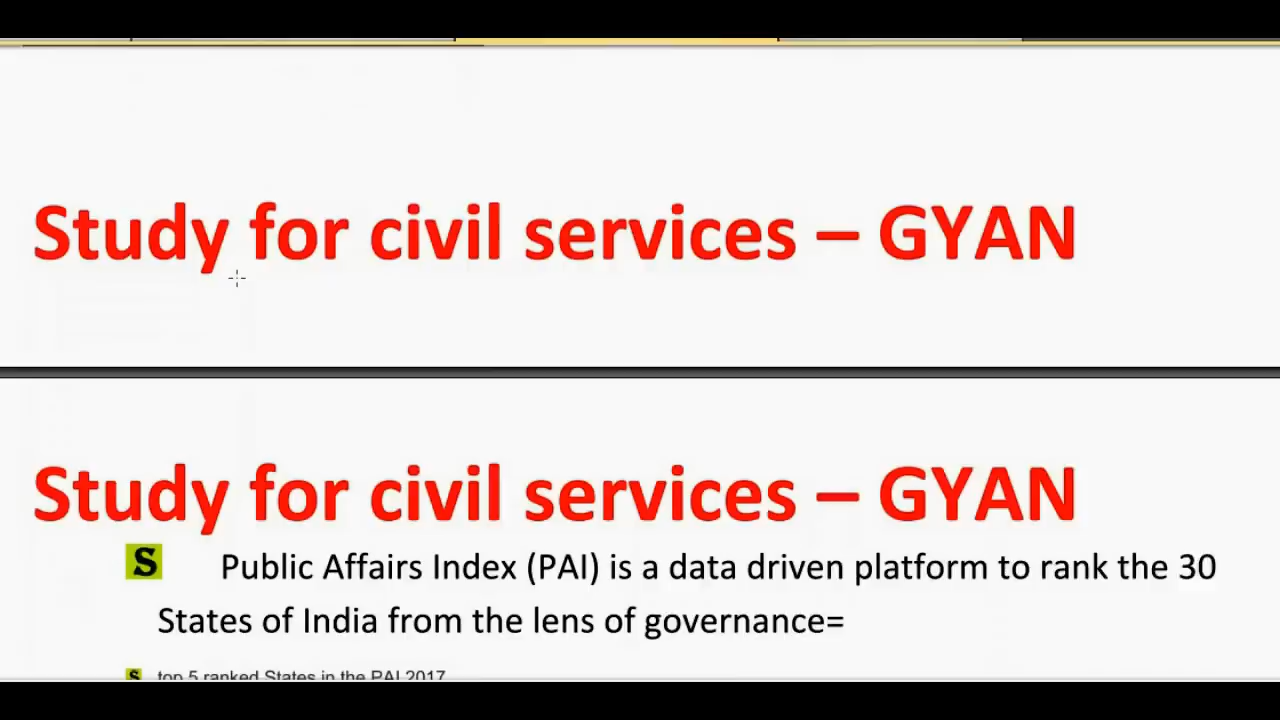 Study for civil services – GYAN
Study for civil services – GYAN
S Public Affairs Index (PAI) is a data driven platform to rank the 30
States of India from the lens of governance=
S top 5 ranked States in the PAI 2017